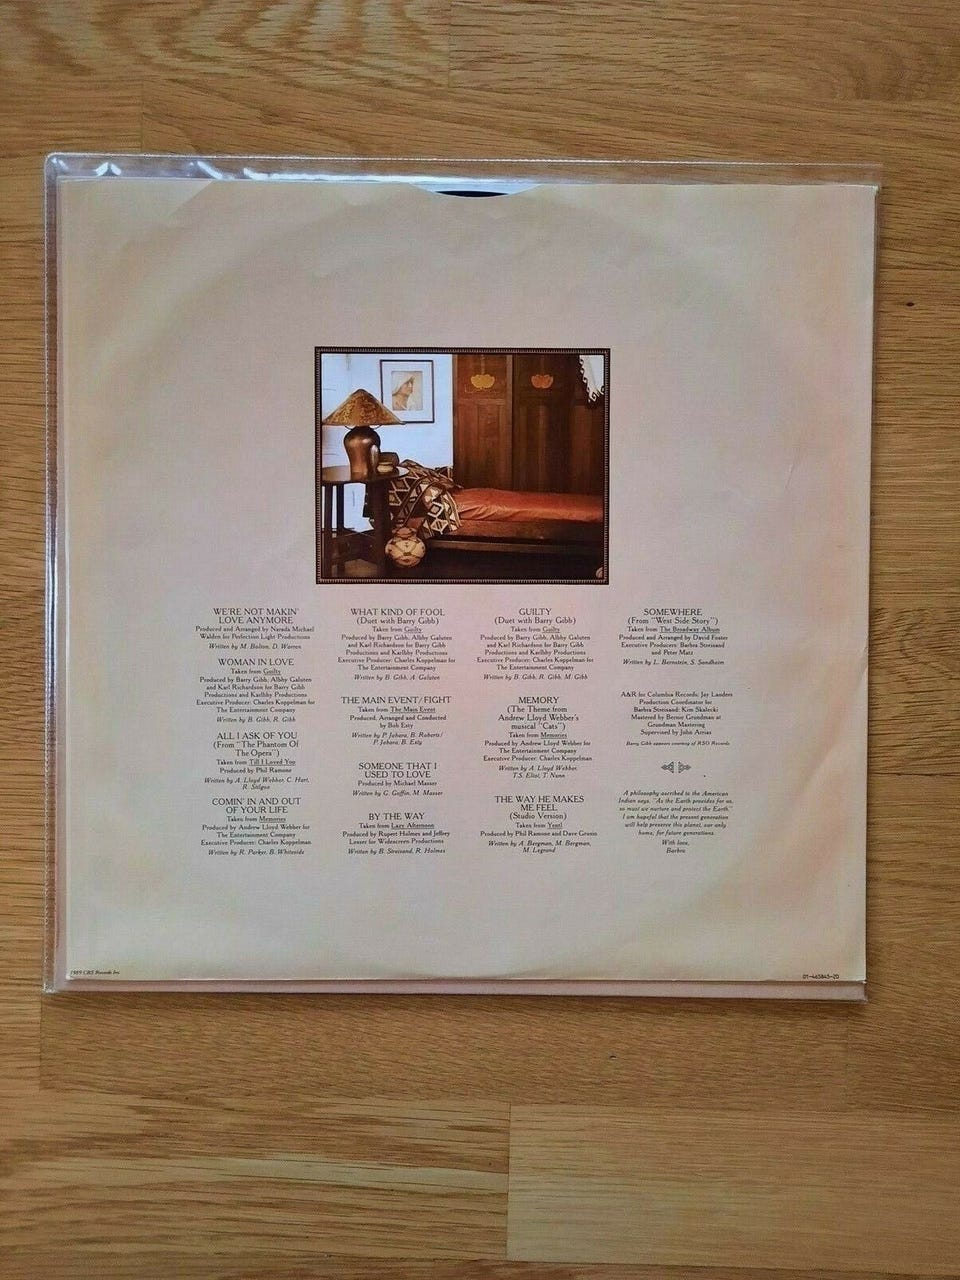 WE'RE NOT MAKIN'
LOVE ANYMORE
Produced and Arranged by Narada Michael
Walden for Perfection Light Productions
Written by M. Bolton, D. Warren
WOMAN IN LOVE
Taken from Guilty
Produced by Barry Gibb, Albhy Galuten
and Karl Richardson for Barry Gibb
Productions and Karlbhy Productions
Executive Producer: Charles Koppelman for
The Entertainment Company
Written by B. Gibb, R. Gibb
ALL I ASK OF YOU
(From "The Phantom Of
The Opera")
Taken from Till I Loved You
Produced by Phil Ramone
Written by A. Lloyd Webber, C. Hart,
R. Stilgoe
COMIN' IN AND OUT
OF YOUR LIFE
Taken from Memories
Produced by Andrew Lloyd Webber for
The Entertainment Company
Executive Producer: Charles Koppelman
Written by R. Parker, B. Whiteside
WHAT KIND OF FOOL
(Duet with Barry Gibb)
Taken from Guilty
Produced by Barry Gibb, Albhy Galuten
and Karl Richardson for Barry Gibb
Productions and Karlbhy Productions
Executive Producer: Charles Koppelman for
The Entertainment Company
Written by B. Gibb, A. Galuten
THE MAIN EVENT/FIGHT
Taken from The Main Event
Produced, Arranged and Conducted
by Bob Esty
Written by P. Jabara, B. Roberts/
P. Jabara, B. Esty
SOMEONE THAT I
USED TO LOVE
Produced by Michael Masser
Written by G. Goffin, M. Masser
BY THE WAY
Taken from Lazy Afternoon
Produced by Rupert Holmes and Jeffrey
Lesser for Widescreen Productions
Written by B. Streisand, R. Holmes
GUILTY
(Duet with Barry Gibb)
Taken from Guilty
Produced by Barry Gibb, Albhy Galuten
and Karl Richardson for Barry Gibb
Productions and Karlbhy Productions
Executive Producer: Charles Koppelman for
The Entertainment Company
Written by B. Gibb, R. Gibb, M. Gibb
MEMORY
(The Theme from
Andrew Lloyd Webber's
musical "Cats")
Taken from Memories
Produced by Andrew Lloyd Webber for
The Entertainment Company
Executive Producer: Charles Koppelman
Written by A. Lloyd Webber,
T.S. Eliot, T. Nunn
THE WAY HE MAKES
ME FEEL
(Studio Version)
Taken from Yentl
Produced by Phil Ramone and Dave Grusin
Written by A. Bergman, M. Bergman,
M. Legrand
SOMEWHERE
(From "West Side Story")
Taken from The Broadway Album
Produced and Arranged by David Foster
Executive Producers: Barbra Streisand
and Peter Matz
Written by L. Bernstein, S. Sondheim
A&R for Columbia Records: Jay Landers
Production Coordinator for
Barbra Streisand: Kim Skalecki
Mastered by Bernie Grundman at
Grundman Mastering
Supervised by John Arrias
Barry Gibb appears courtesy of RSO Records
A philosophy ascribed to the American
Indian says, "As the Earth provides for us,
so must we nurture and protect the Earth."
I am hopeful that the present generation
will help preserve this planet, our only
home, for future generations.
With love,
Barbra
1989 CBS Records Inc.
01-465845-20